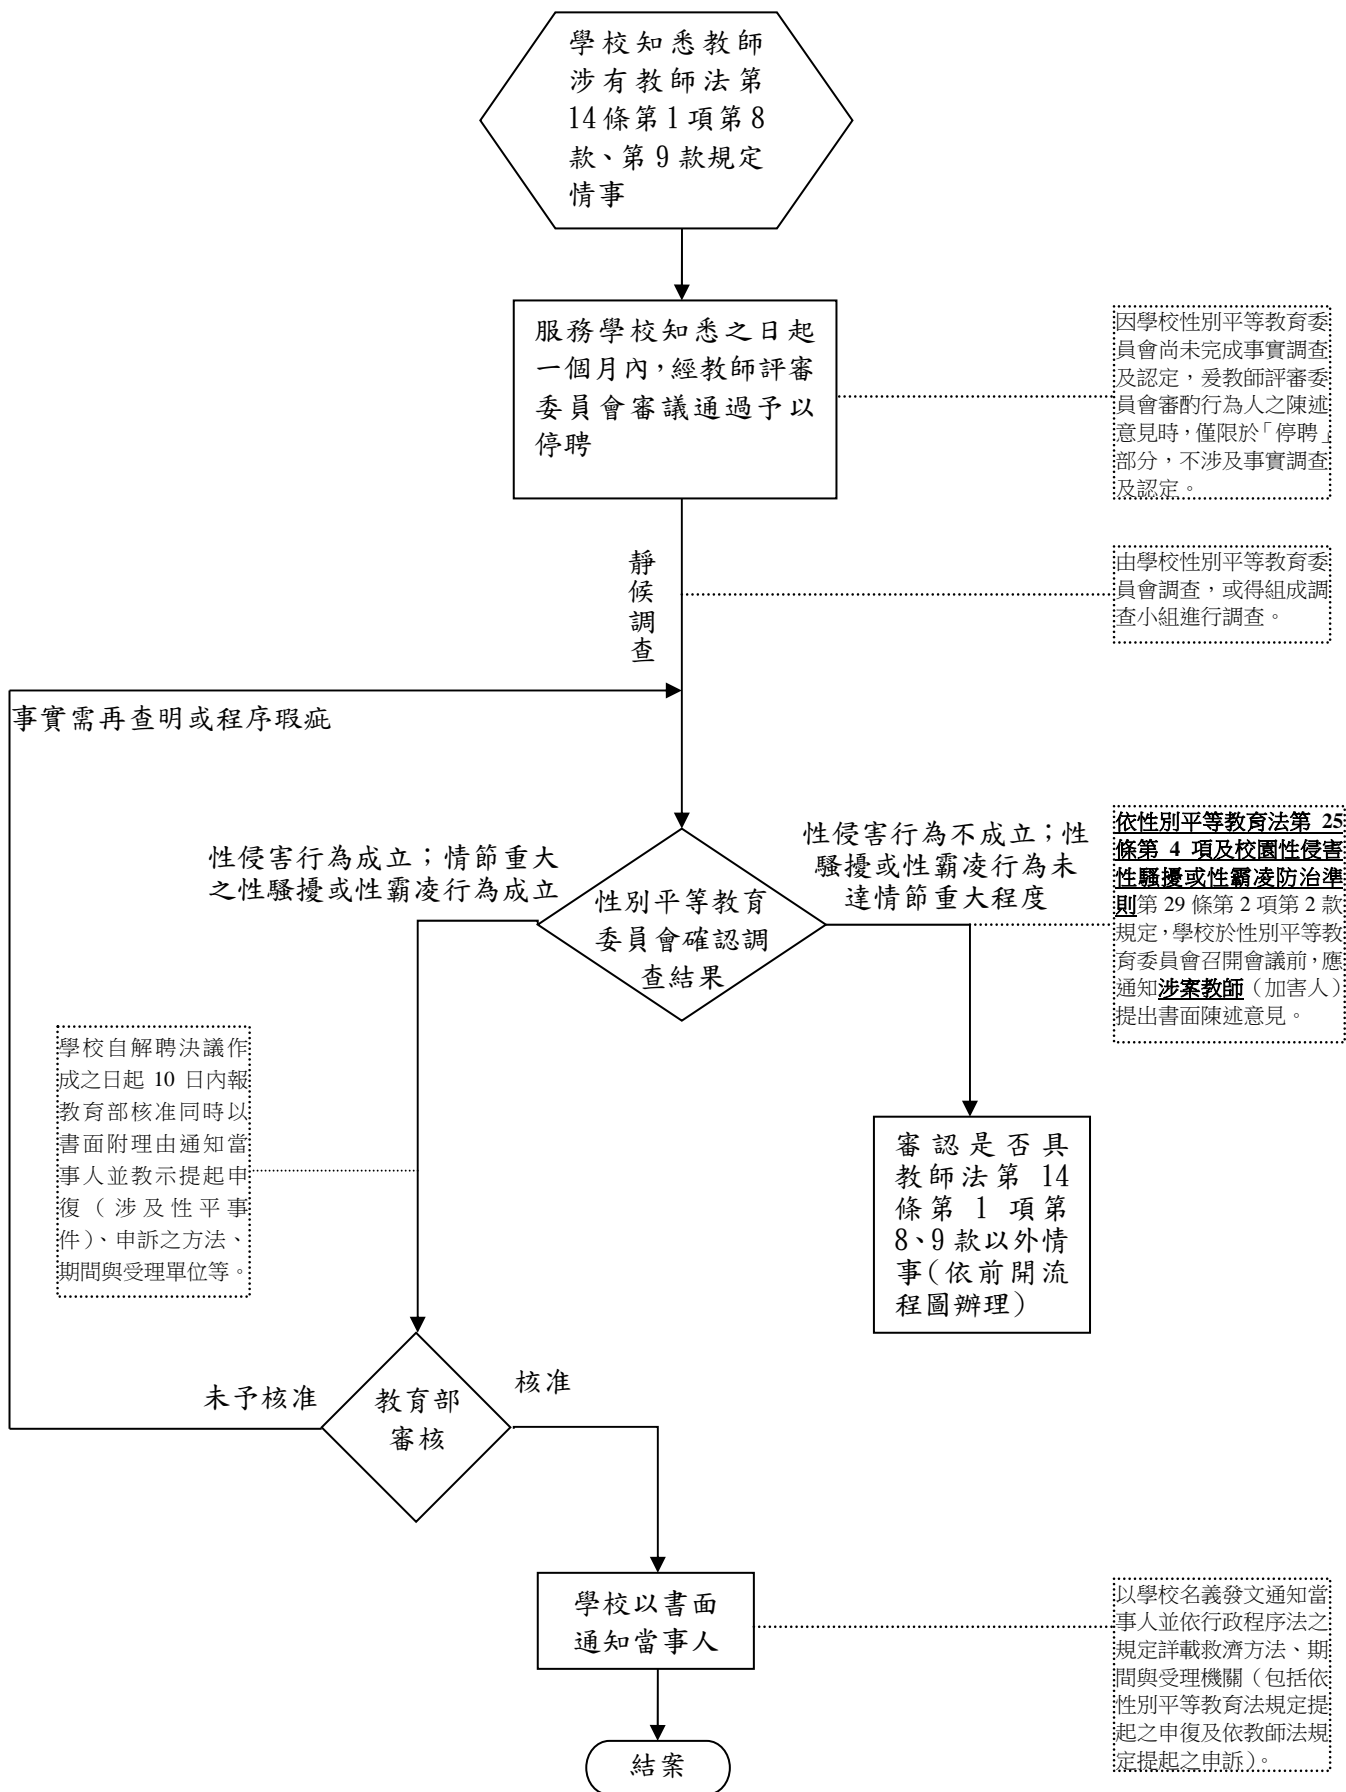 學校知悉教師
涉有教師法第
14條第1項第8
款、第9款規定
情事
服務學校知悉之日起
一個月內，經教師評審
委員會審議通過予以
停聘
因學校性別平等教育委
員會尚未完成事實調查
及認定，爰教師評審委
員會審酌行為人之陳述
意見時，僅限於「停聘」
部分，不涉及事實調查
及認定。
靜
候
調
查
由學校性別平等教育委
員會調查，或得組成調
查小組進行調查。
事實需再查明或程序瑕疵
性侵害行為成立；情節重大
之性騷擾或性霸凌行為成立
性別平等教育
委員會確認調
查結果
性侵害行為不成立；性
騷擾或性霸凌行為未
達情節重大程度
依性別平等教育法第 25
條第 4 項及校園性侵害
性騷擾或性霸凌防治準
則第 29 條第 2 項第 2 款
規定，學校於性別平等教
育委員會召開會議前，應
通知涉案教師（加害人）
提出書面陳述意見。
學校自解聘決議作
成之日起 10 日內報
教育部核准同時以
書面附理由通知當
事人並教示提起申
復（涉及性平事
件）、申訴之方法、
期間與受理單位等。
審認是否具
教師法第 14
條第 1 項第
8、9款以外情
事（依前開流
程圖辦理）
未予核准
教育部
審核
核准
學校以書面
通知當事人
以學校名義發文通知當
事人並依行政程序法之
規定詳載救濟方法、期
間與受理機關（包括依
性別平等教育法規定提
起之申復及依教師法規
定提起之申訴）。
結案